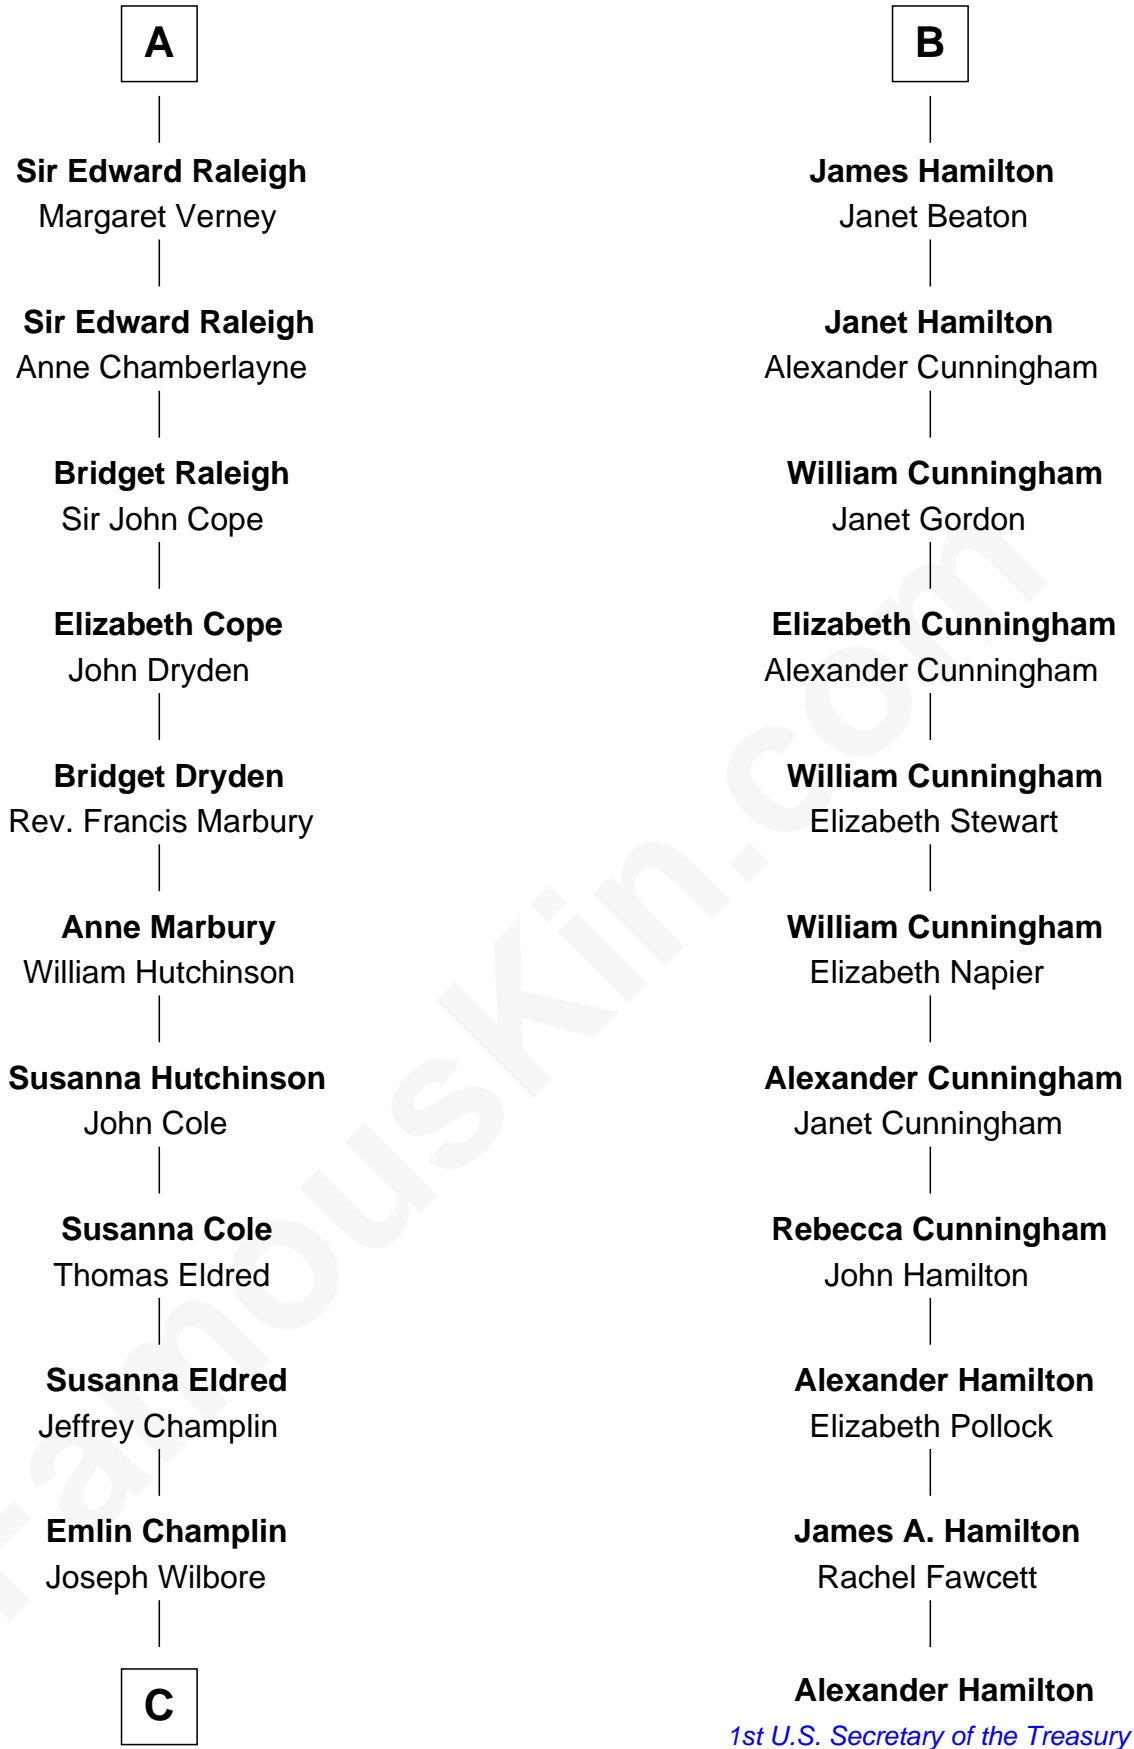 A
Sir Edward Raleigh
Margaret Verney
Sir Edward Raleigh
Anne Chamberlayne
Bridget Raleigh
Sir John Cope
Elizabeth Cope
John Dryden
Bridget Dryden
Rev. Francis Marbury
Anne Marbury
William Hutchinson
Susanna Hutchinson
John Cole
Susanna Cole
Thomas Eldred
Susanna Eldred
Jeffrey Champlin
Emlin Champlin
Joseph Wilbore
C
B
James Hamilton
Janet Beaton
Janet Hamilton
Alexander Cunningham
William Cunningham
Janet Gordon
Elizabeth Cunningham
Alexander Cunningham
William Cunningham
Elizabeth Stewart
William Cunningham
Elizabeth Napier
Alexander Cunningham
Janet Cunningham
Rebecca Cunningham
John Hamilton
Alexander Hamilton
Elizabeth Pollock
James A. Hamilton
Rachel Fawcett
Alexander Hamilton
1st U.S. Secretary of the Treasury
FamousKin.com